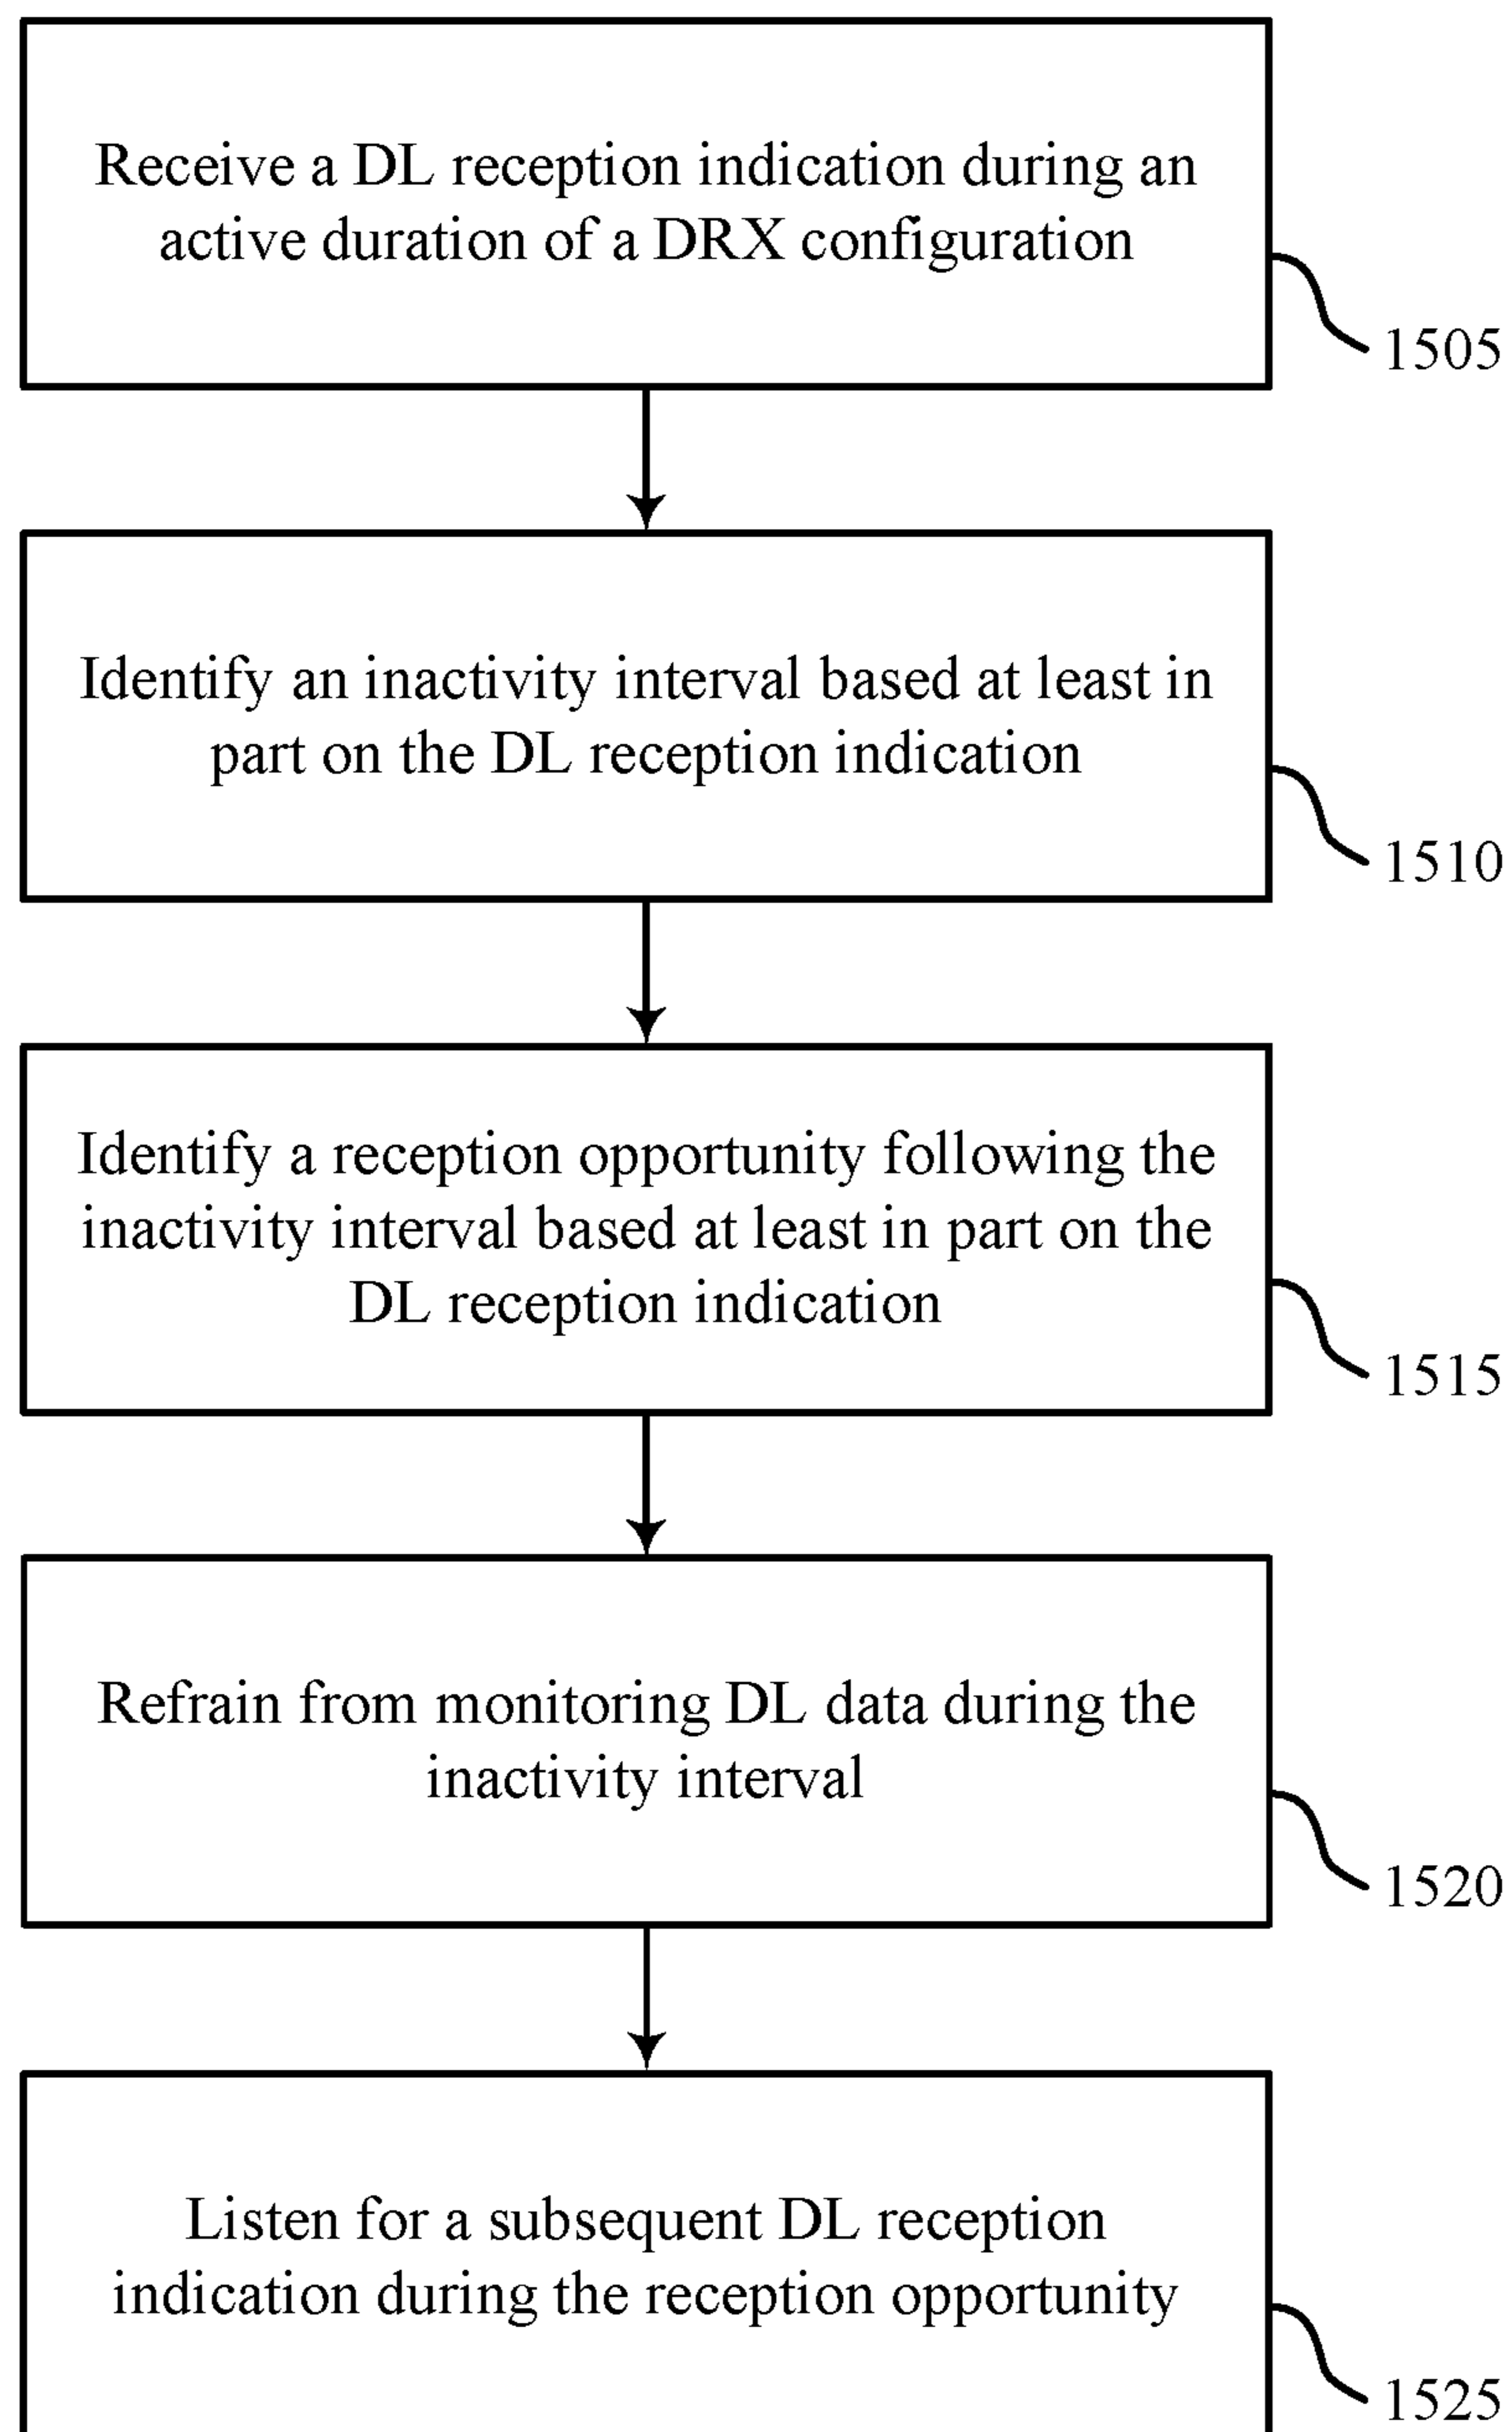 Receive a DL reception indication during an
active duration of a DRX configuration
1505
Identify an inactivity interval based at least in
part on the DL reception indication
1510
Identify a reception opportunity following the
inactivity interval based at least in part on the
DL reception indication
1515
Refrain from monitoring DL data during the
inactivity interval
1520
Listen for a subsequent DL reception
indication during the reception opportunity
1525